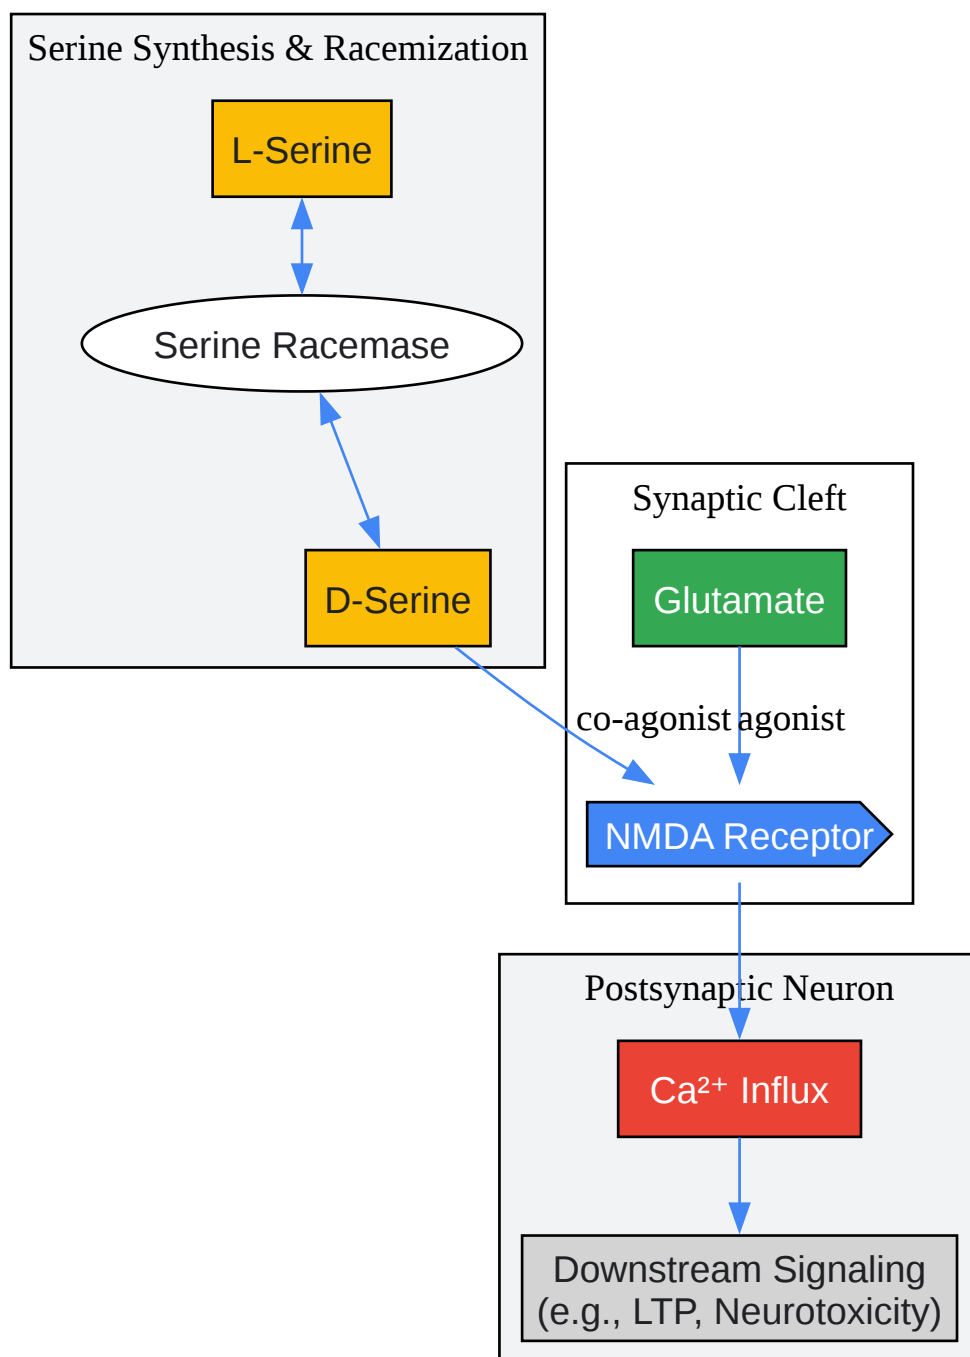 Serine Synthesis & Racemization
L-Serine
Serine Racemase
D-Serine
Synaptic Cleft
Glutamate
co-agonist
agonist
NMDA Receptor
Postsynaptic Neuron
Ca²⁺ Influx
Downstream Signaling
(e.g., LTP, Neurotoxicity)